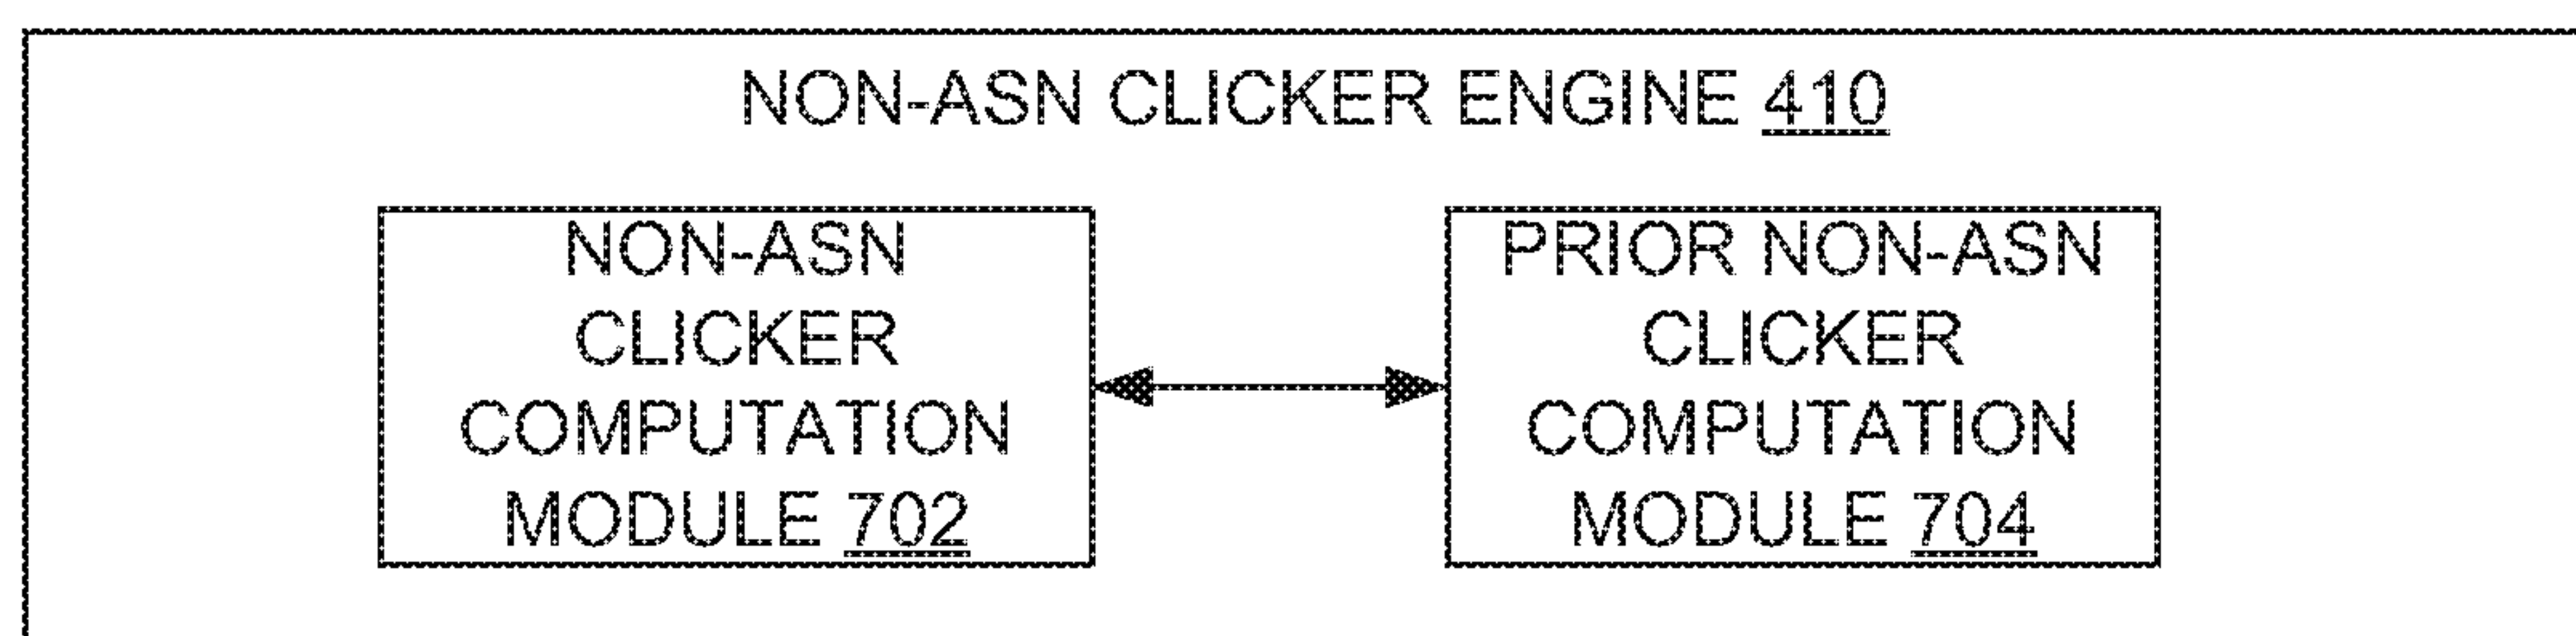 NON-ASN CLICKER ENGINE 410
NON-ASN
CLICKER
COMPUTATION
MODULE 702
PRIOR NON-ASN
CLICKER
COMPUTATION
MODULE 704